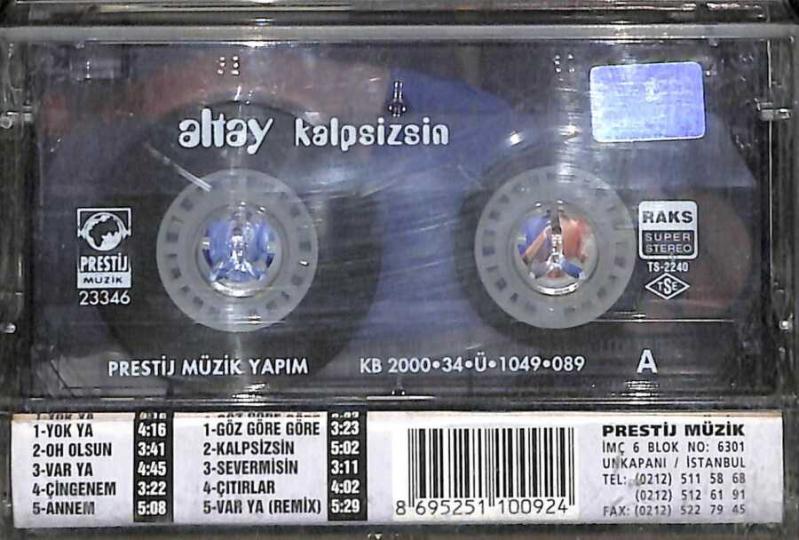 altay kalpsizsin
PRESTİJ
MÜZİK
23346
RAKS
SUPER
STEREO
TS-2240
TSE
PRESTİJ MÜZİK YAPIM KB 2000•34•Ü•1049•089 A
1-YOK YA 4:16
2-OH OLSUN 3:41
3-VAR YA 4:45
4-ÇİNGENEM 3:22
5-ANNEM 5:08
1-GÖZ GÖRE GÖRE 3:23
2-KALPSİZSİN 5:02
3-SEVERMİSİN 3:11
4-ÇITIRLAR 4:02
5-VAR YA (REMİX) 5:29
8 695251 100924
PRESTİJ MÜZİK
İMÇ 6 BLOK NO: 6301
UNKAPANI / İSTANBUL
TEL: (0212) 511 58 68
(0212) 512 61 91
FAX: (0212) 522 79 45